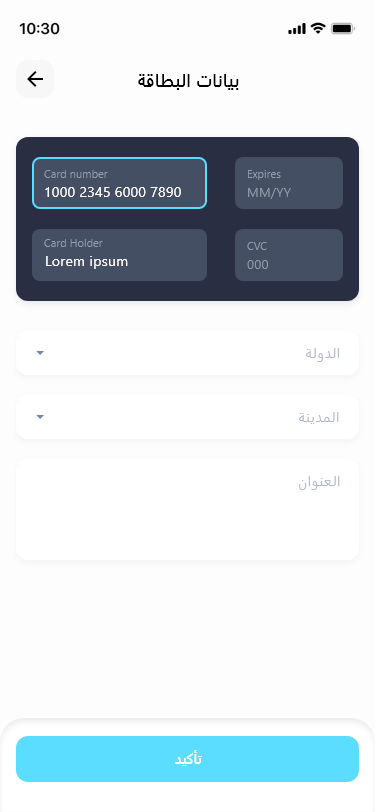 10:30
بيانات البطاقة
Card number
1000 2345 6000 7890
Expires
MM/YY
Card Holder
Lorem ipsum
CVC
000
الدولة
المدينة
العنوان
تأكيد